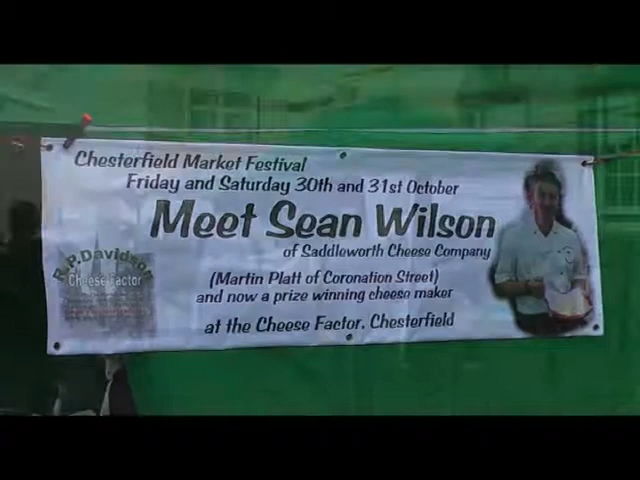 Chesterfield Market Festival
Friday and Saturday 30th and 31st October
Meet Sean Wilson
of Saddleworth Cheese Company
(Martin Platt of Coronation Street)
and now a prize winning cheese maker
at the Cheese Factor. Chesterfield
R.P.Davidson
Cheese Factor